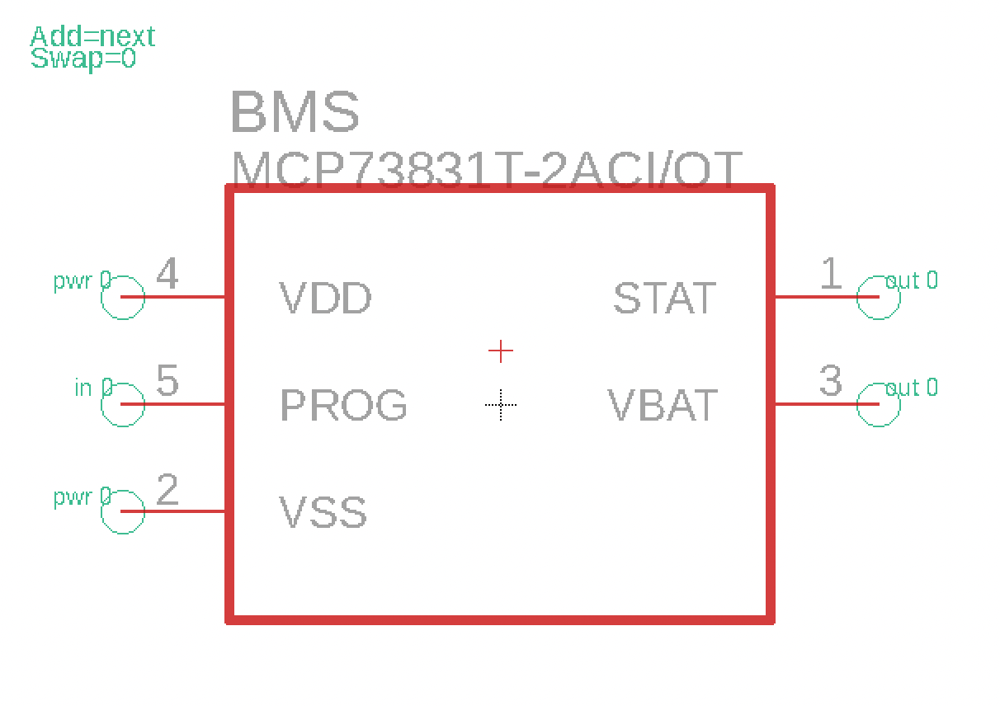 Add=next
Swap=0
BMS
MCP73831T-2ACI/OT
pwr 0 4 VDD STAT 1 out 0
in 0 5 PROG VBAT 3 out 0
pwr 0 2 VSS